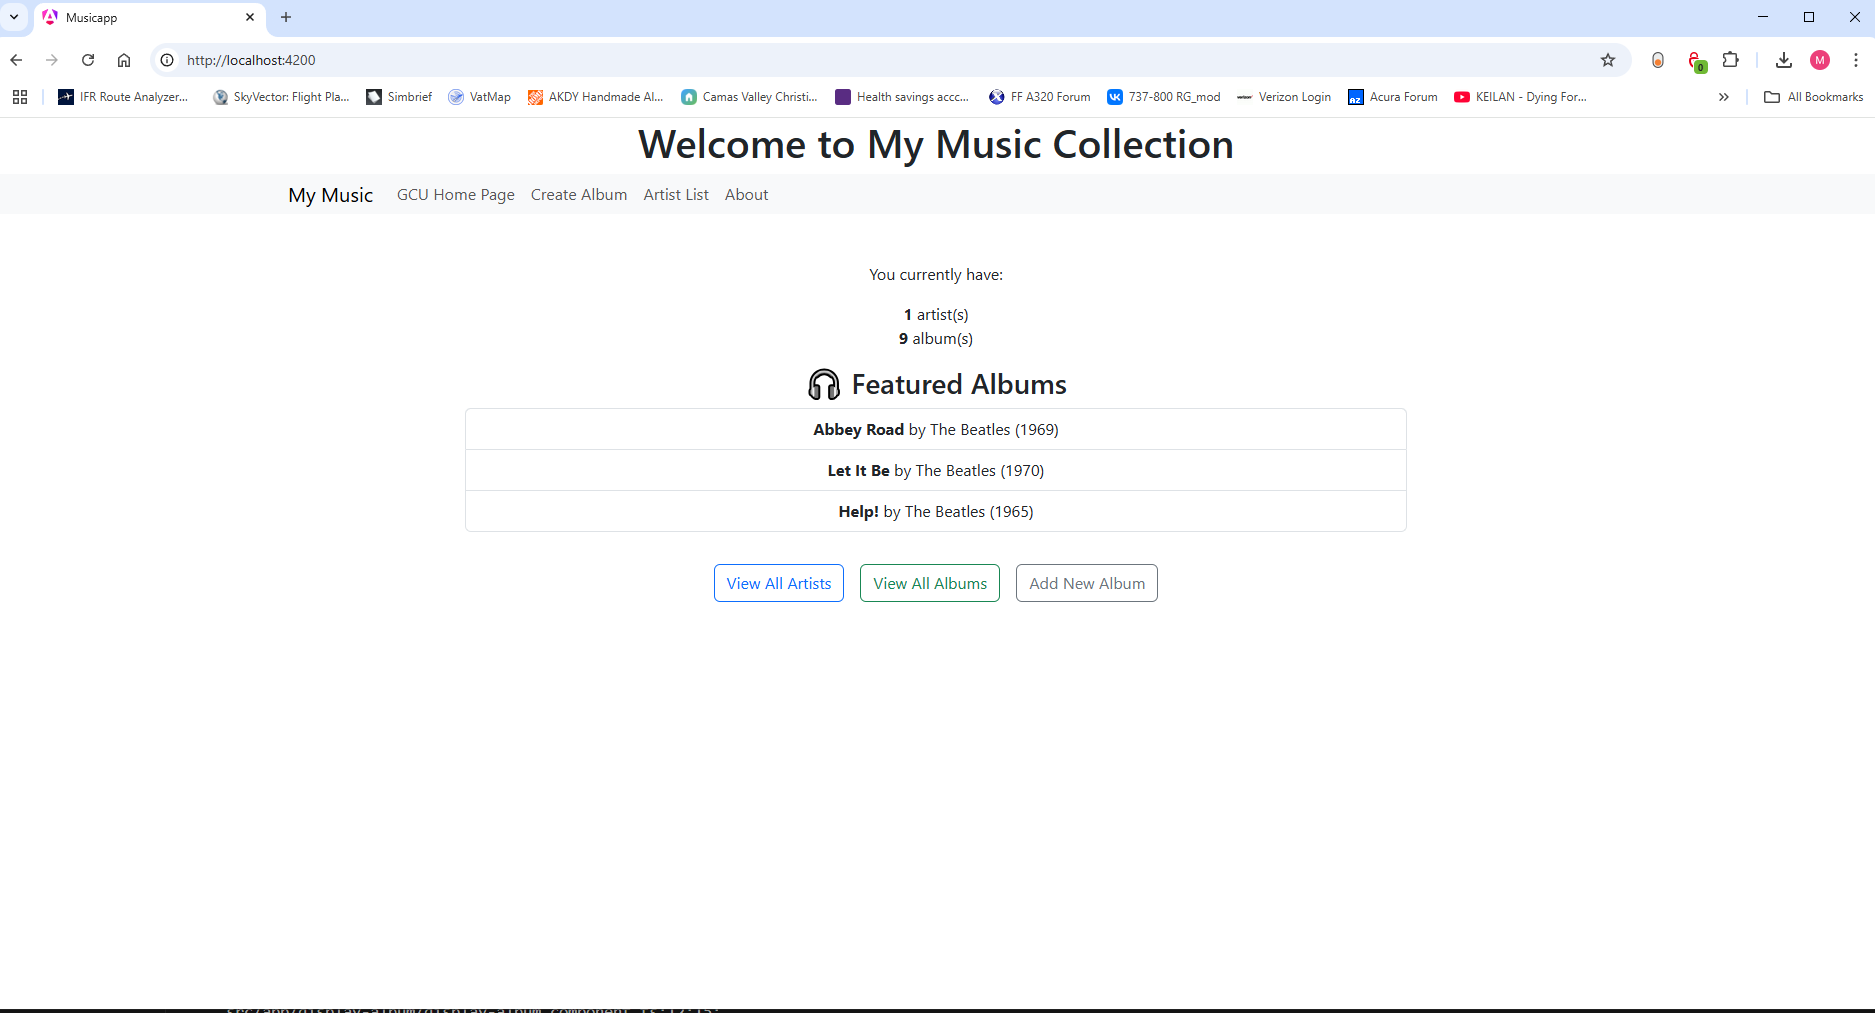 Musicapp
http://localhost:4200
IFR Route Analyzer... SkyVector: Flight Pla... Simbrief VatMap AKDY Handmade Al... Camas Valley Christi... Health savings accc... FF A320 Forum 737-800 RG_mod Verizon Login Acura Forum KEILAN - Dying For... All Bookmarks
Welcome to My Music Collection
My Music GCU Home Page Create Album Artist List About
You currently have:
1 artist(s)
9 album(s)
Featured Albums
Abbey Road by The Beatles (1969)
Let It Be by The Beatles (1970)
Help! by The Beatles (1965)
View All Artists View All Albums Add New Album